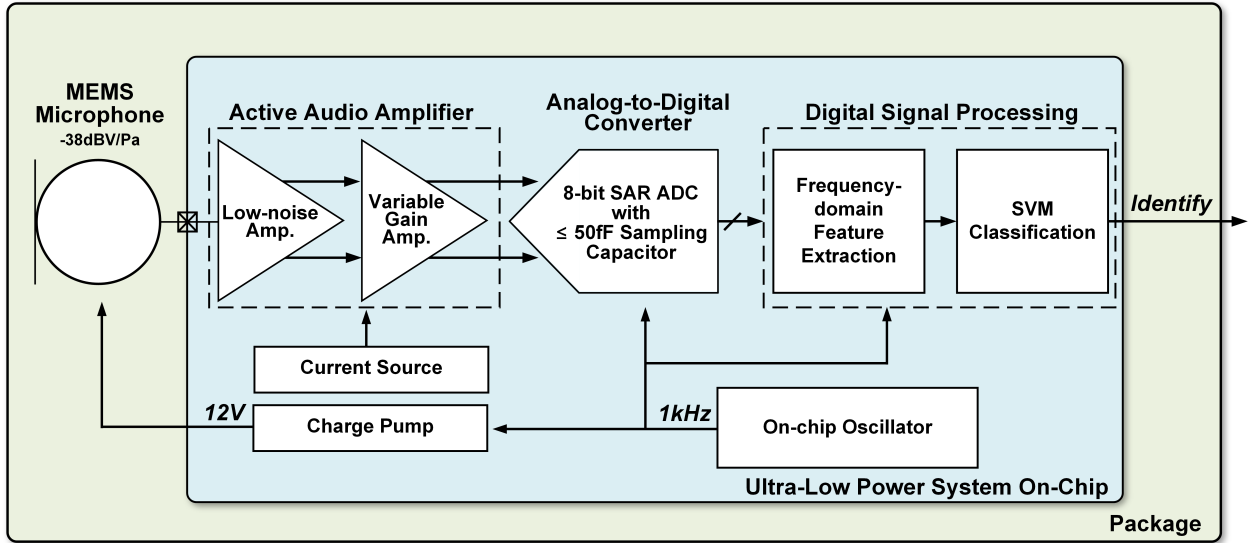 MEMS
Microphone
-38dBV/Pa
Active Audio Amplifier
Low-noise
Amp.
Variable
Gain
Amp.
Analog-to-Digital
Converter
8-bit SAR ADC
with
≤ 50fF Sampling
Capacitor
Digital Signal Processing
Frequency-
domain
Feature
Extraction
SVM
Classification
Identify
Current Source
12V
Charge Pump
1kHz
On-chip Oscillator
Ultra-Low Power System On-Chip
Package